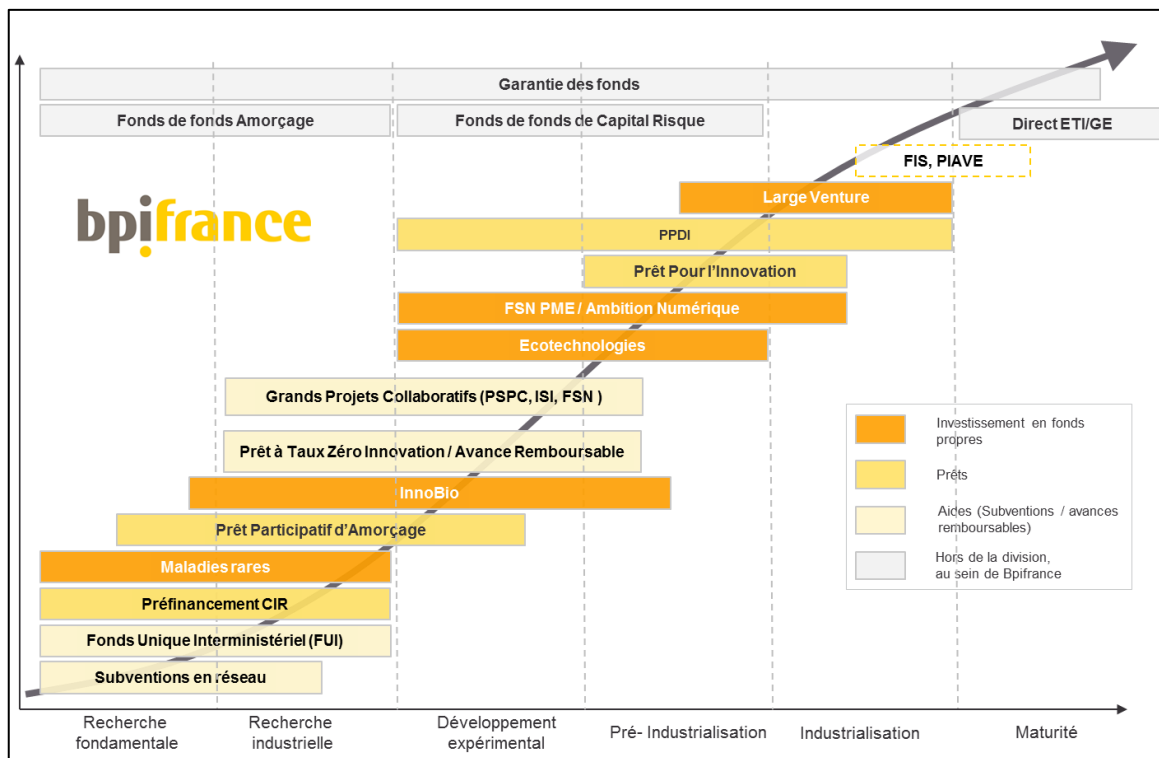 Garantie des fonds
Fonds de fonds Amorçage
Fonds de fonds de Capital Risque
Direct ETI/GE
FIS, PIAVE
Large Venture
bpifrance
PPDI
Prêt Pour l'Innovation
FSN PME / Ambition Numérique
Ecotechnologies
Grands Projets Collaboratifs (PSPC, ISI, FSN )
Prêt à Taux Zéro Innovation / Avance Remboursable
InnoBio
Prêt Participatif d'Amorçage
Maladies rares
Préfinancement CIR
Fonds Unique Interministériel (FUI)
Subventions en réseau
Investissement en fonds
propres
Prêts
Aides (Subventions / avances
remboursables)
Hors de la division,
au sein de Bpifrance
Recherche
fondamentale
Recherche
industrielle
Développement
expérimental
Pré- Industrialisation
Industrialisation
Maturité